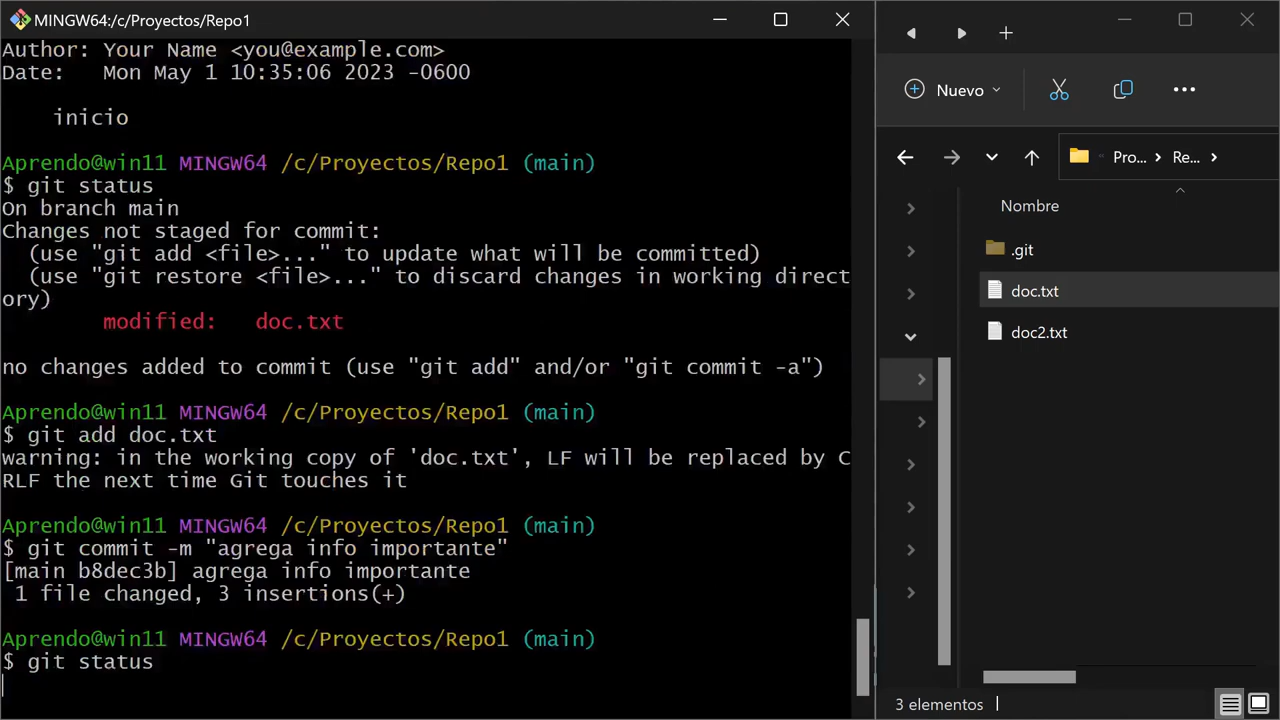 MINGW64:/c/Proyectos/Repo1
Author: Your Name <you@example.com>
Date:   Mon May 1 10:35:06 2023 -0600
inicio
Aprendo@win11 MINGW64 /c/Proyectos/Repo1 (main)
$ git status
On branch main
Changes not staged for commit:
(use "git add <file>..." to update what will be committed)
(use "git restore <file>..." to discard changes in working direct
ory)
modified:   doc.txt
no changes added to commit (use "git add" and/or "git commit -a")
Aprendo@win11 MINGW64 /c/Proyectos/Repo1 (main)
$ git add doc.txt
warning: in the working copy of 'doc.txt', LF will be replaced by C
RLF the next time Git touches it
Aprendo@win11 MINGW64 /c/Proyectos/Repo1 (main)
$ git commit -m "agrega info importante"
[main b8dec3b] agrega info importante
1 file changed, 3 insertions(+)
Aprendo@win11 MINGW64 /c/Proyectos/Repo1 (main)
$ git status
Nuevo
Pro... Re...
Nombre
.git
doc.txt
doc2.txt
3 elementos